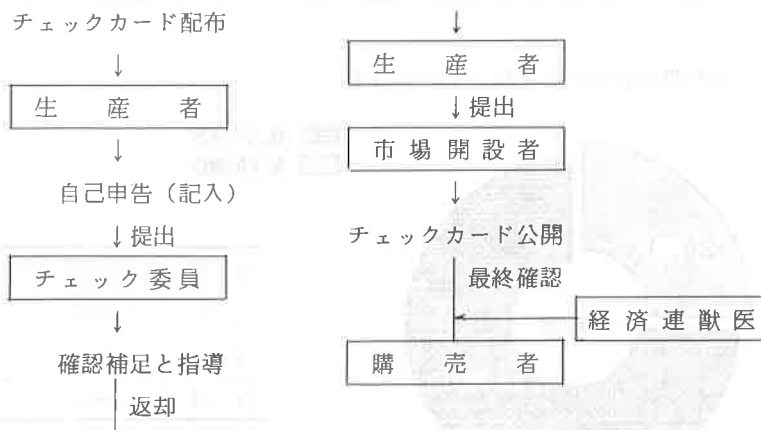 チェックカード配布
↓
生産者
↓
自己申告（記入）
↓提出
チェック委員
↓
確認補足と指導
返却
↓
生産者
↓提出
市場開設者
↓
チェックカード公開
最終確認
経済連獣医
購売者